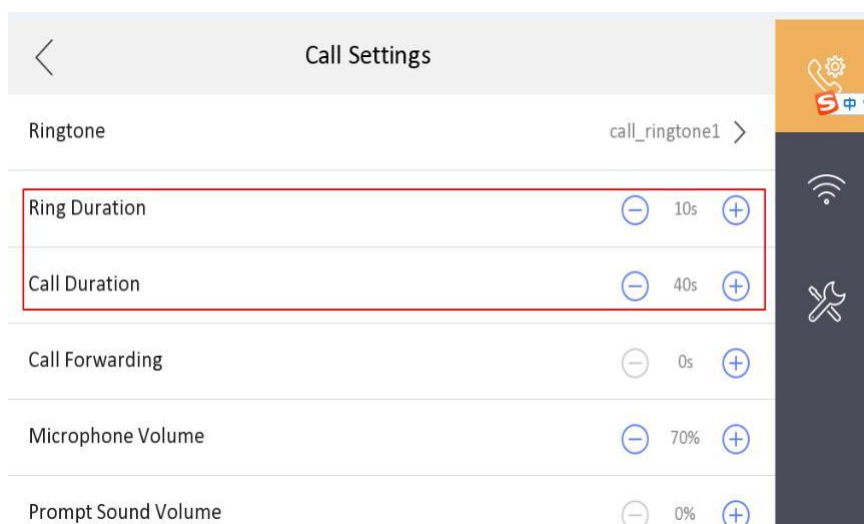 Call Settings
Ringtone call_ringtone1
Ring Duration 10s
Call Duration 40s
Call Forwarding 0s
Microphone Volume 70%
Prompt Sound Volume 0%
S 中